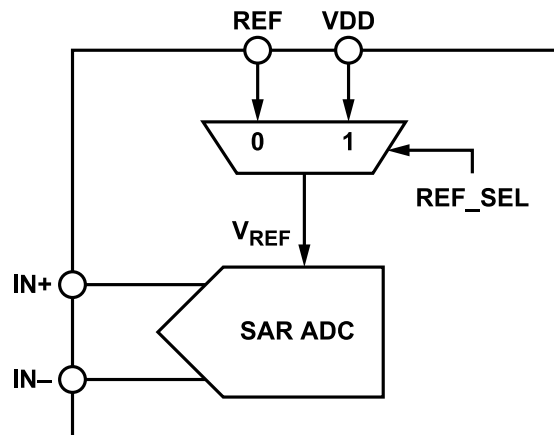 REF VDD
0 1
REF_SEL
VREF
IN+
SAR ADC
IN–